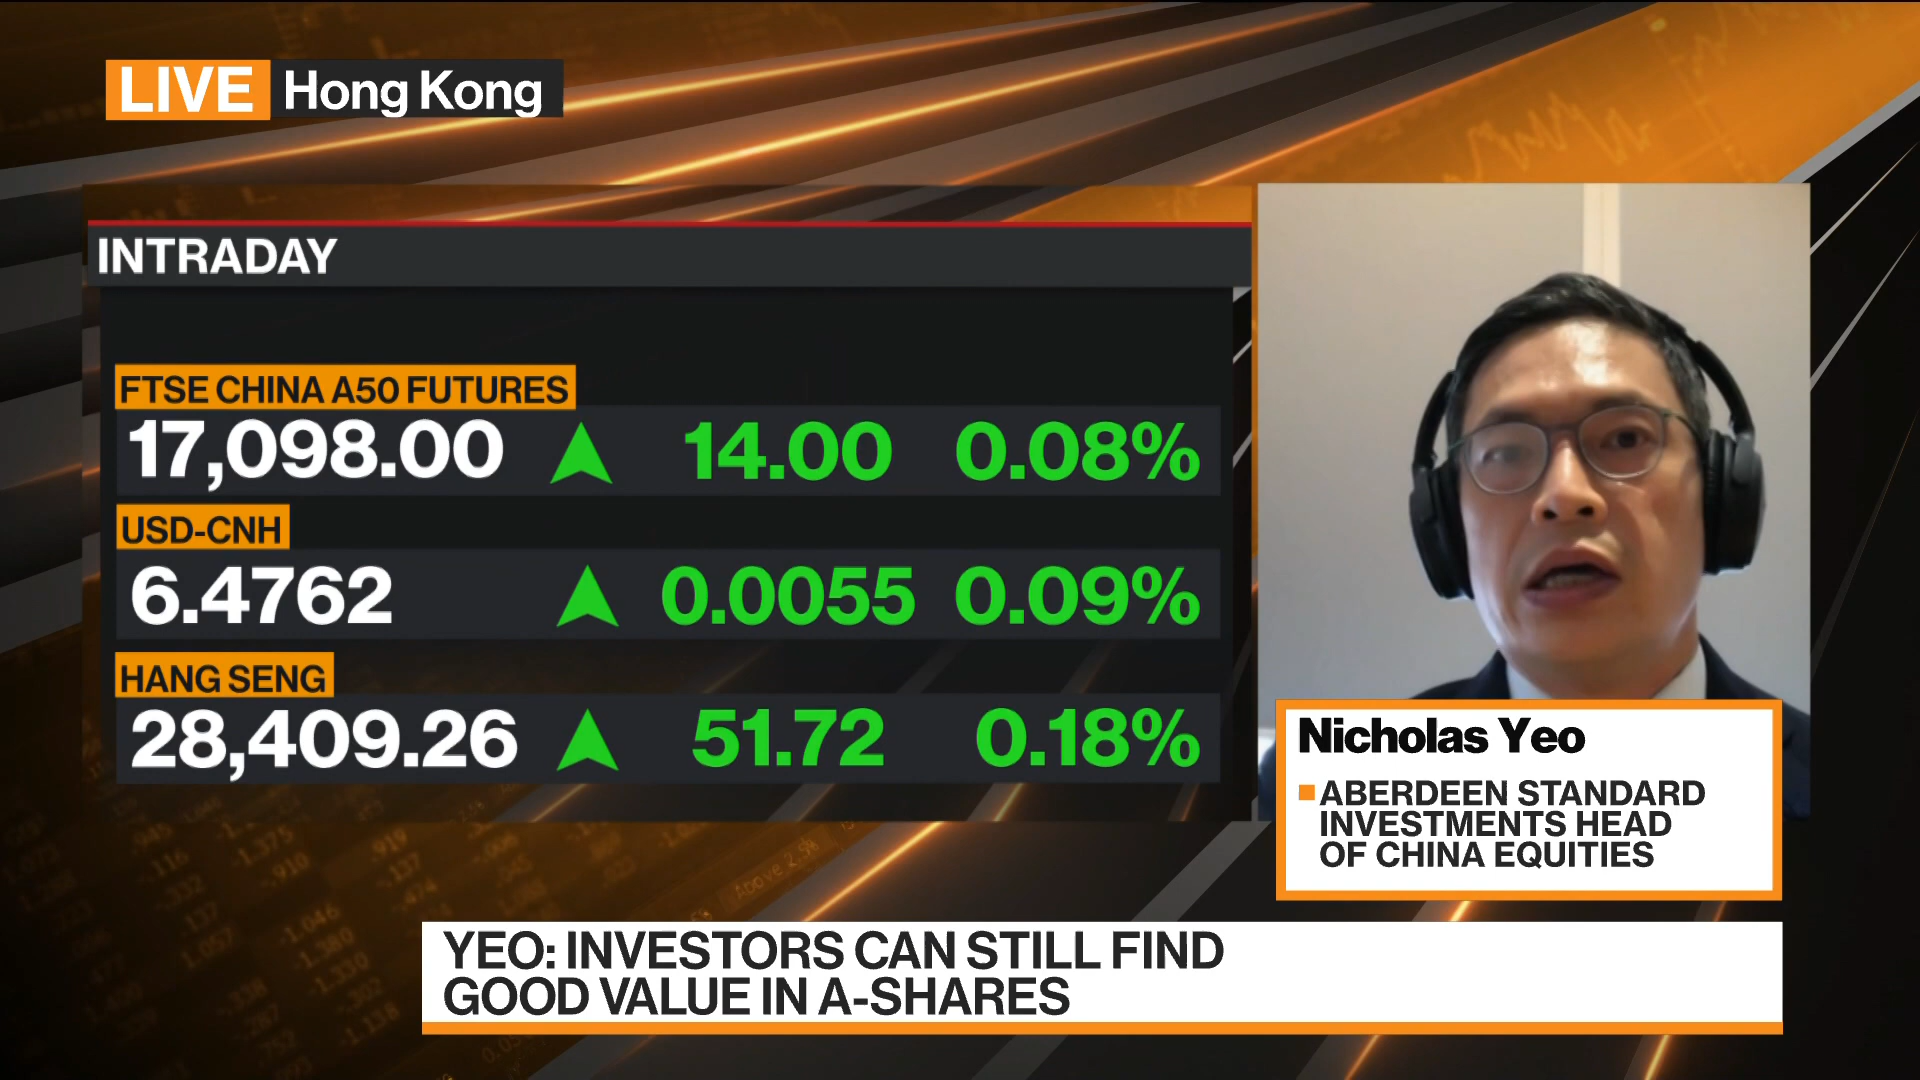 LIVE Hong Kong
INTRADAY
FTSE CHINA A50 FUTURES
17,098.00 ▲ 14.00 0.08%
USD-CNH
6.4762 ▲ 0.0055 0.09%
HANG SENG
28,409.26 ▲ 51.72 0.18%
Nicholas Yeo
ABERDEEN STANDARD
INVESTMENTS HEAD
OF CHINA EQUITIES
YEO: INVESTORS CAN STILL FIND
GOOD VALUE IN A-SHARES